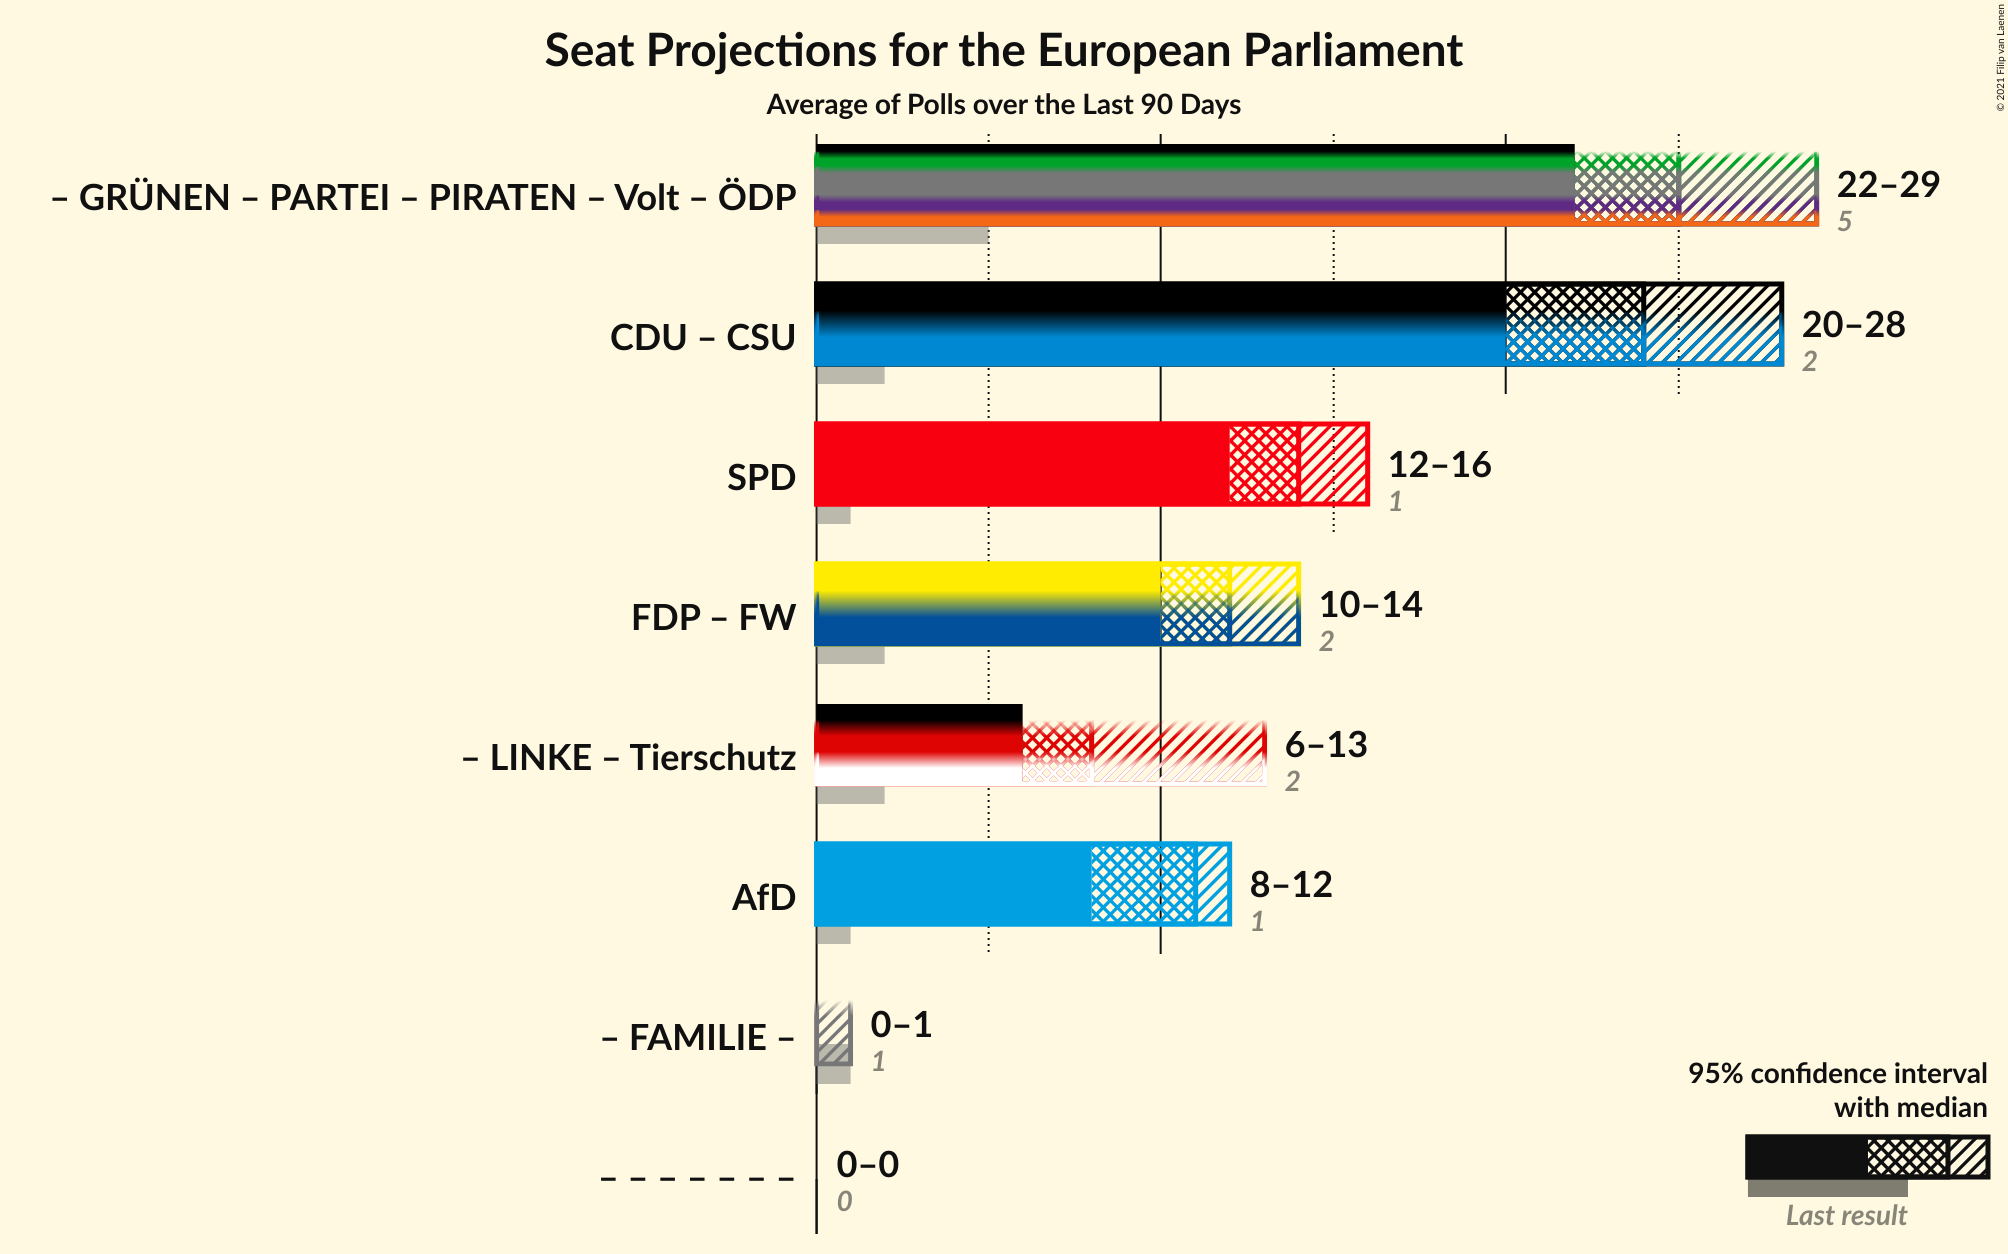 Seat Projections for the European Parliament
Average of Polls over the Last 90 Days
© 2021 Filip van Laenen
– GRÜNEN – PARTEI – PIRATEN – Volt – ÖDP
22–29
5
CDU – CSU
20–28
2
SPD
12–16
1
FDP – FW
10–14
2
– LINKE – Tierschutz
6–13
2
AfD
8–12
1
– FAMILIE –
0–1
1
– – – – – – –
0–0
0
95% confidence interval
with median
Last result